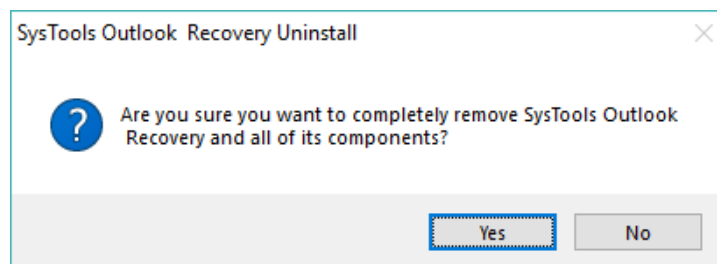 SysTools Outlook  Recovery Uninstall
Are you sure you want to completely remove SysTools Outlook
Recovery and all of its components?
Yes
No